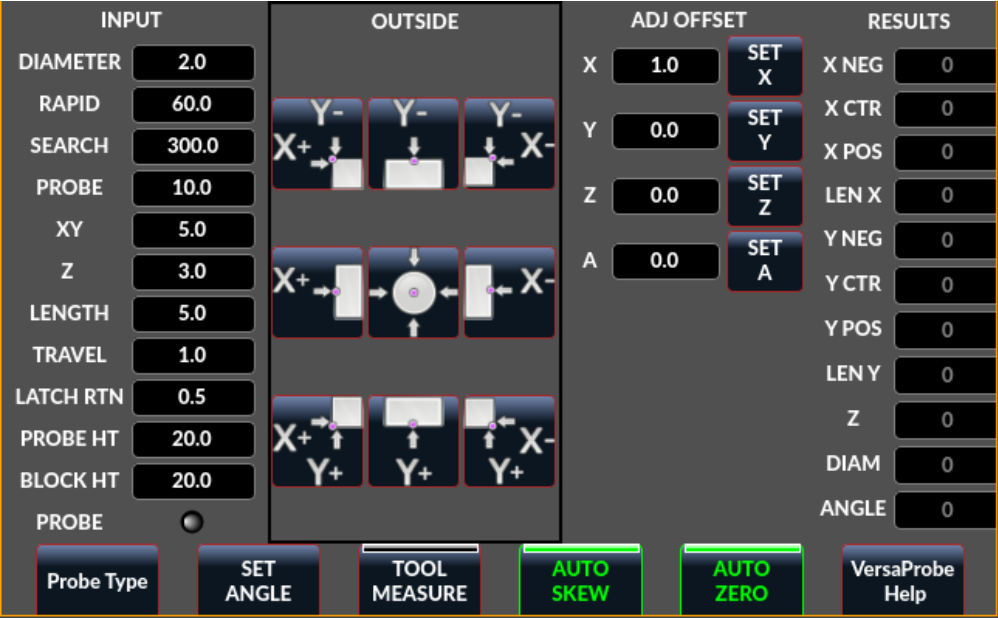 INPUT
OUTSIDE
ADJ OFFSET
RESULTS
DIAMETER 2.0
RAPID 60.0
SEARCH 300.0
PROBE 10.0
XY 5.0
Z 3.0
LENGTH 5.0
TRAVEL 1.0
LATCH RTN 0.5
PROBE HT 20.0
BLOCK HT 20.0
PROBE
Y-
X+
Y-
Y-
X-
X+
X-
X+
Y+
Y+
X-
Y+
X 1.0
SET
X
Y 0.0
SET
Y
Z 0.0
SET
Z
A 0.0
SET
A
X NEG 0
X CTR 0
X POS 0
LEN X 0
Y NEG 0
Y CTR 0
Y POS 0
LEN Y 0
Z 0
DIAM 0
ANGLE 0
Probe Type
SET
ANGLE
TOOL
MEASURE
AUTO
SKEW
AUTO
ZERO
VersaProbe
Help